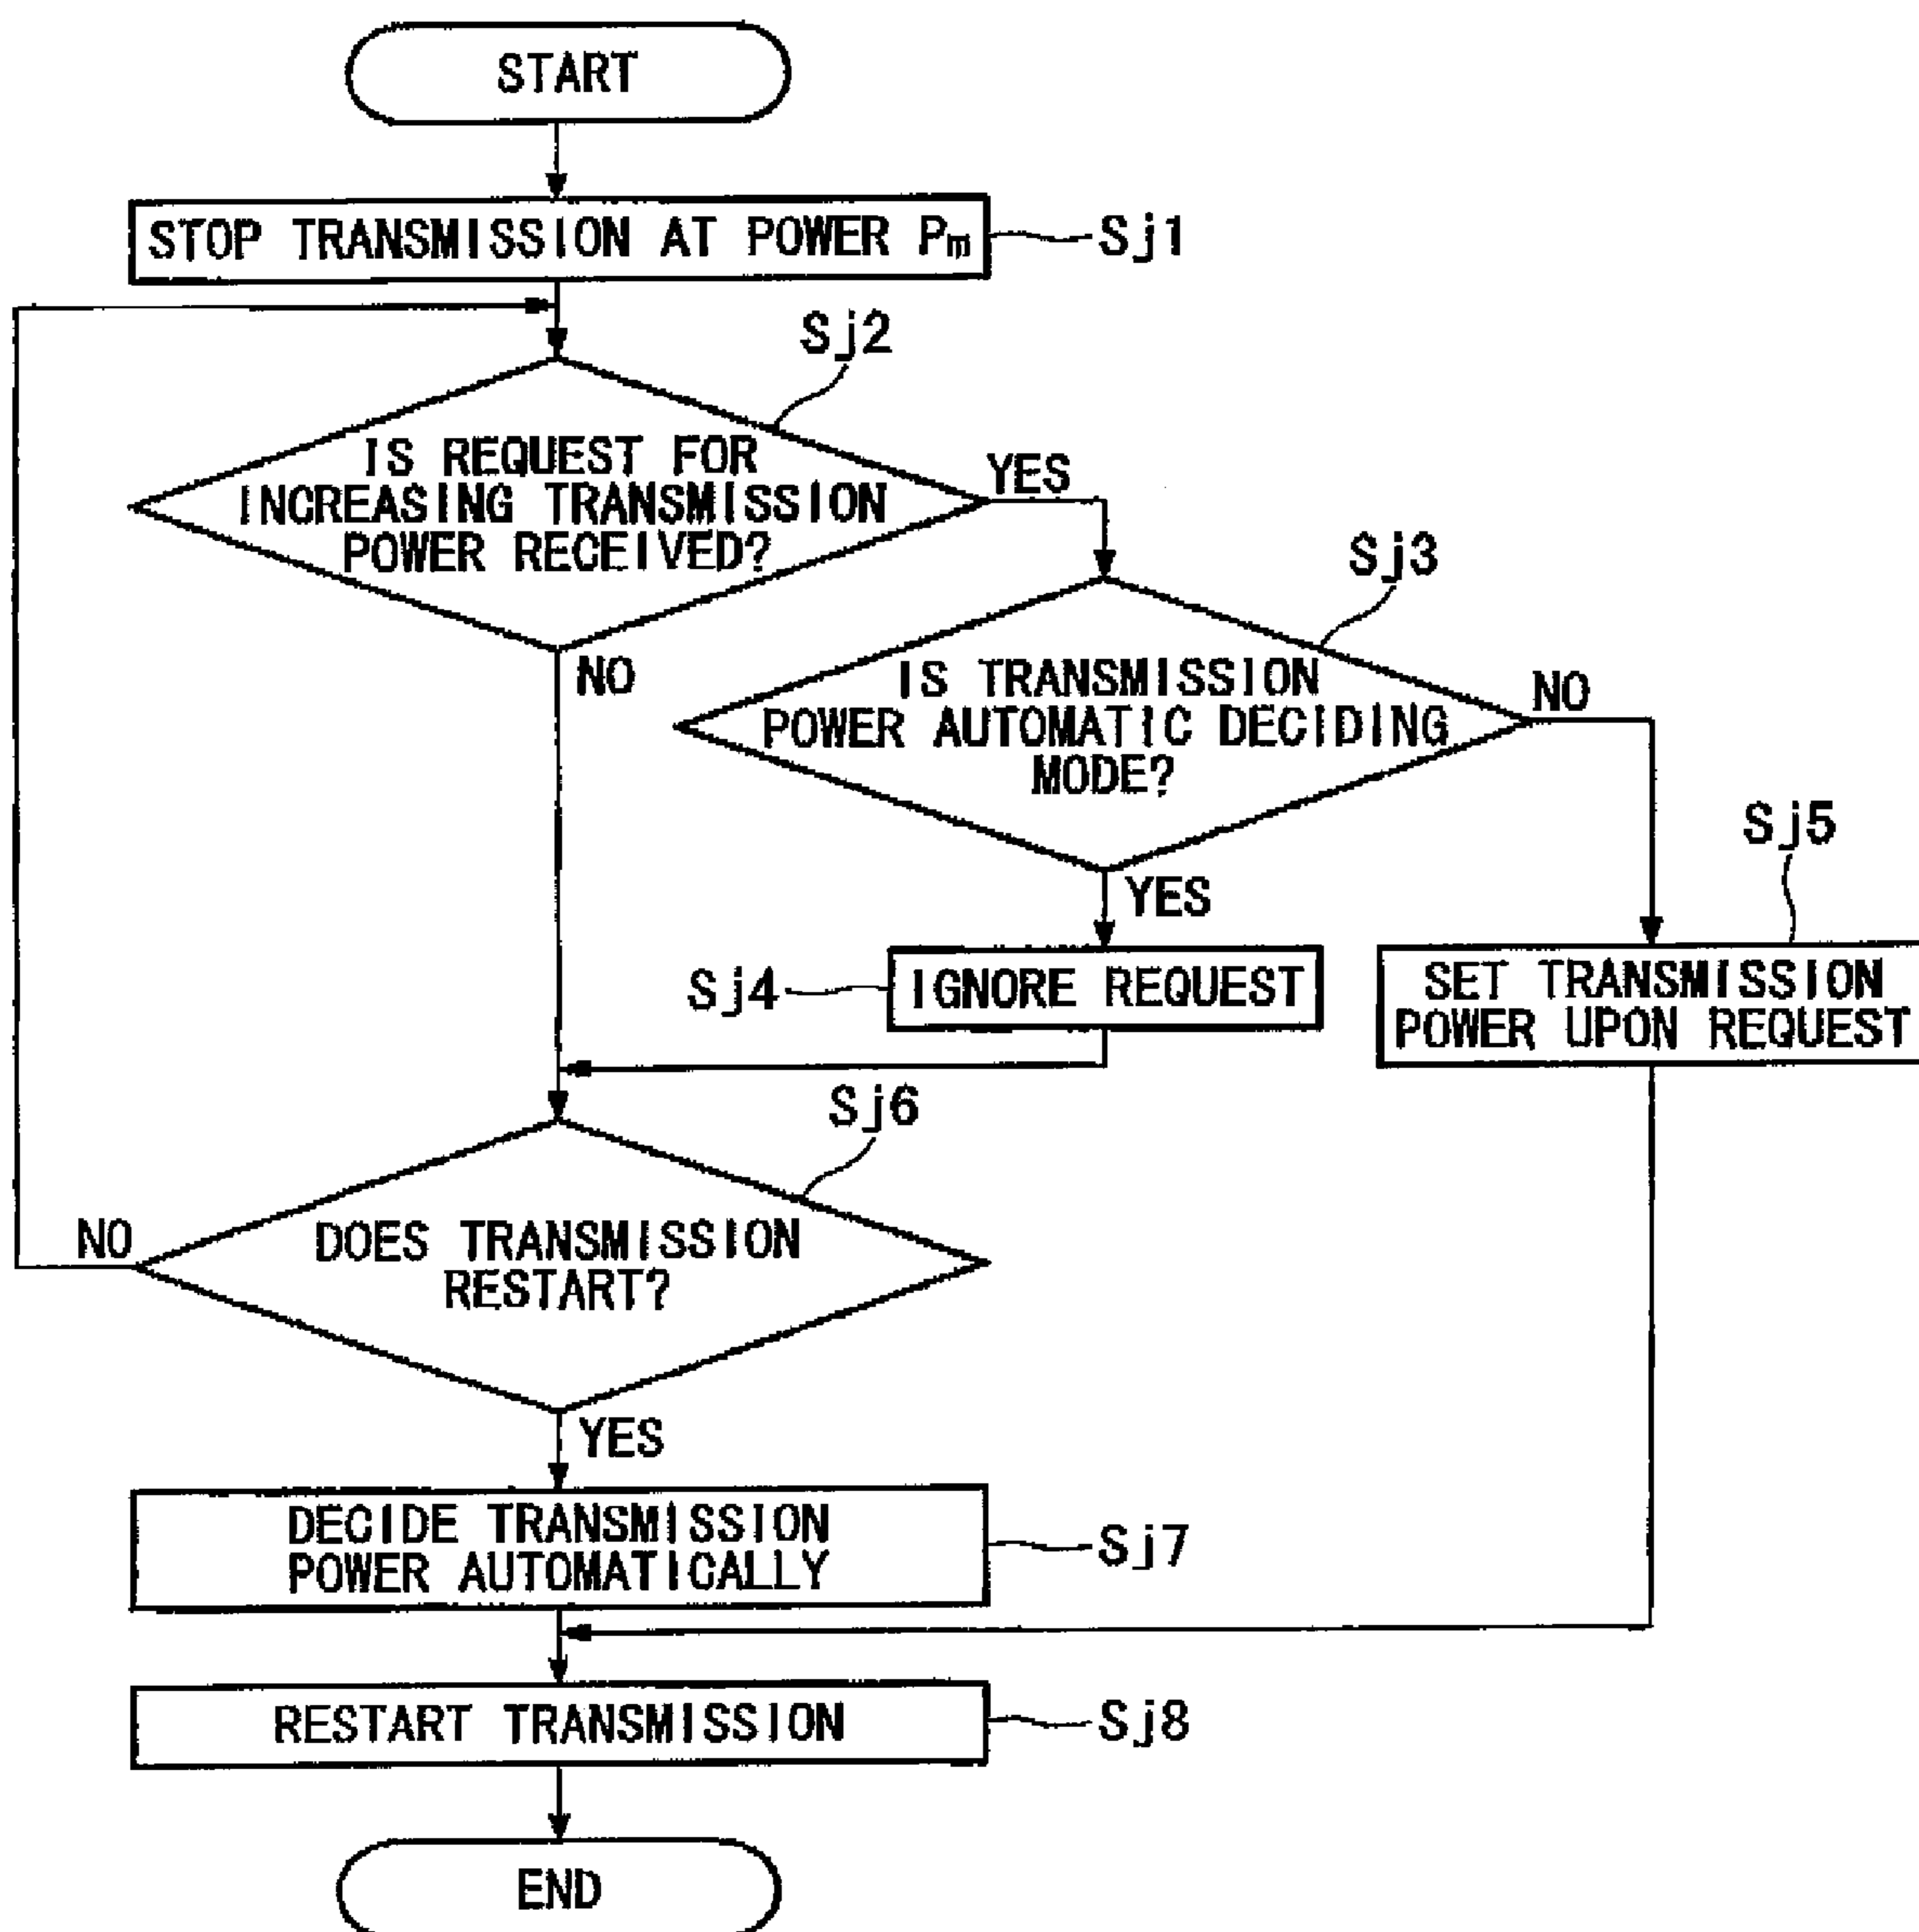 START
STOP TRANSMISSION AT POWER Pm
Sj1
Sj2
IS REQUEST FOR
INCREASING TRANSMISSION
POWER RECEIVED?
YES
NO
Sj3
IS TRANSMISSION
POWER AUTOMATIC DECIDING
MODE?
NO
YES
Sj4
IGNORE REQUEST
Sj5
SET TRANSMISSION
POWER UPON REQUEST
Sj6
DOES TRANSMISSION
RESTART?
NO
YES
DECIDE TRANSMISSION
POWER AUTOMATICALLY
Sj7
RESTART TRANSMISSION
Sj8
END